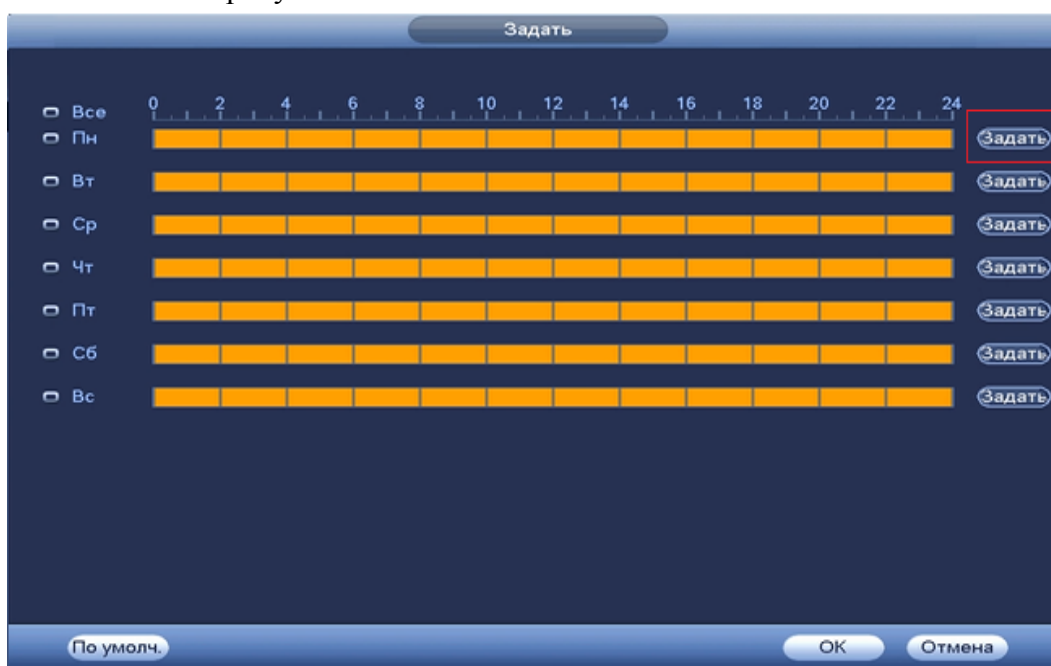 Задать
Все 0 2 4 6 8 10 12 14 16 18 20 22 24
Пн Задать
Вт Задать
Ср Задать
Чт Задать
Пт Задать
Сб Задать
Вс Задать
По умолч. OK Отмена